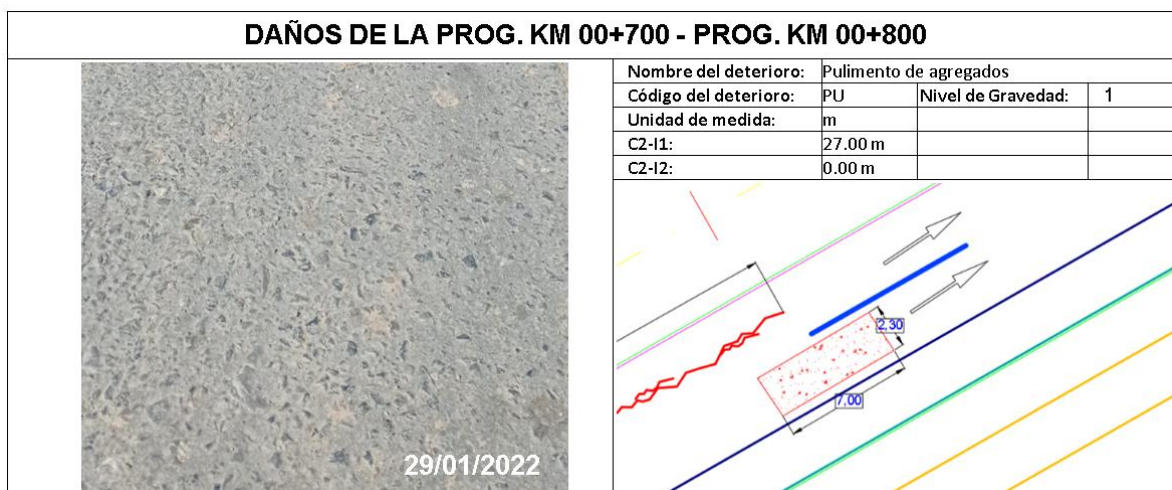 DAÑOS DE LA PROG. KM 00+700 - PROG. KM 00+800
Nombre del deterioro: Pulimento de agregados
Código del deterioro: PU Nivel de Gravedad: 1
Unidad de medida: m
C2-I1: 27.00 m
C2-I2: 0.00 m
2,30
7,00
29/01/2022